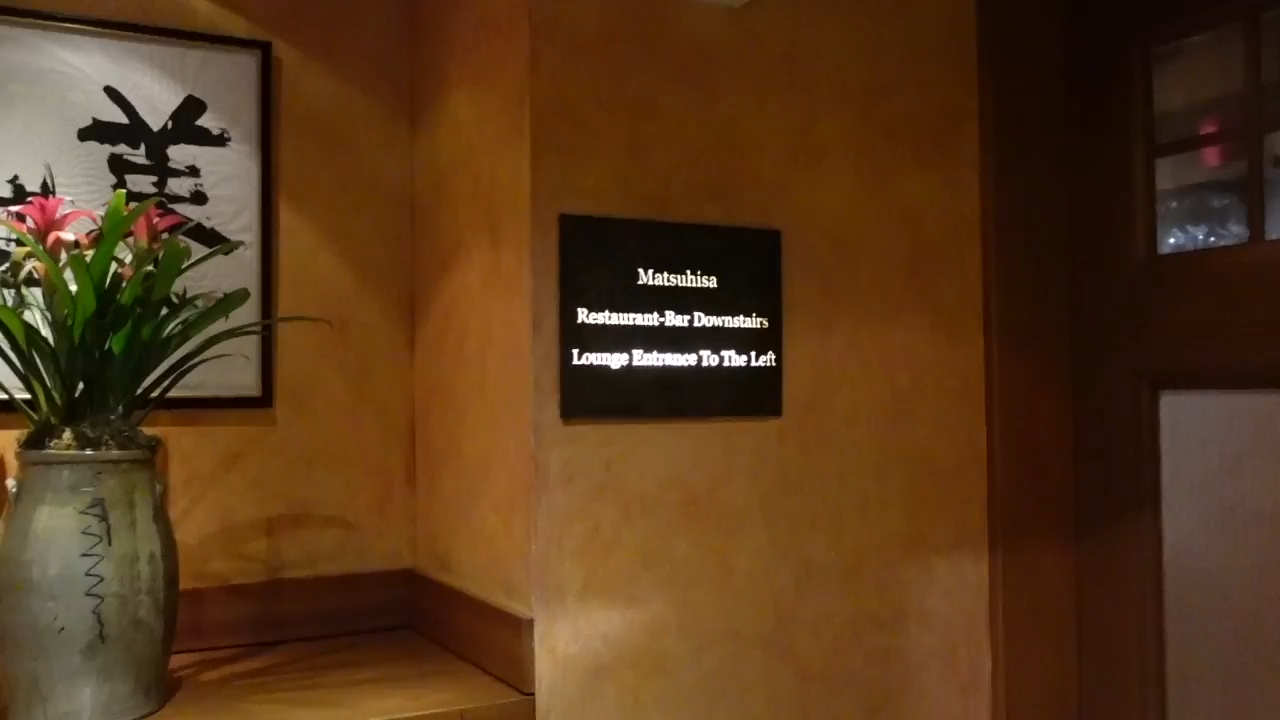 Matsuhisa
Restaurant-Bar Downstairs
Lounge Entrance To The Left